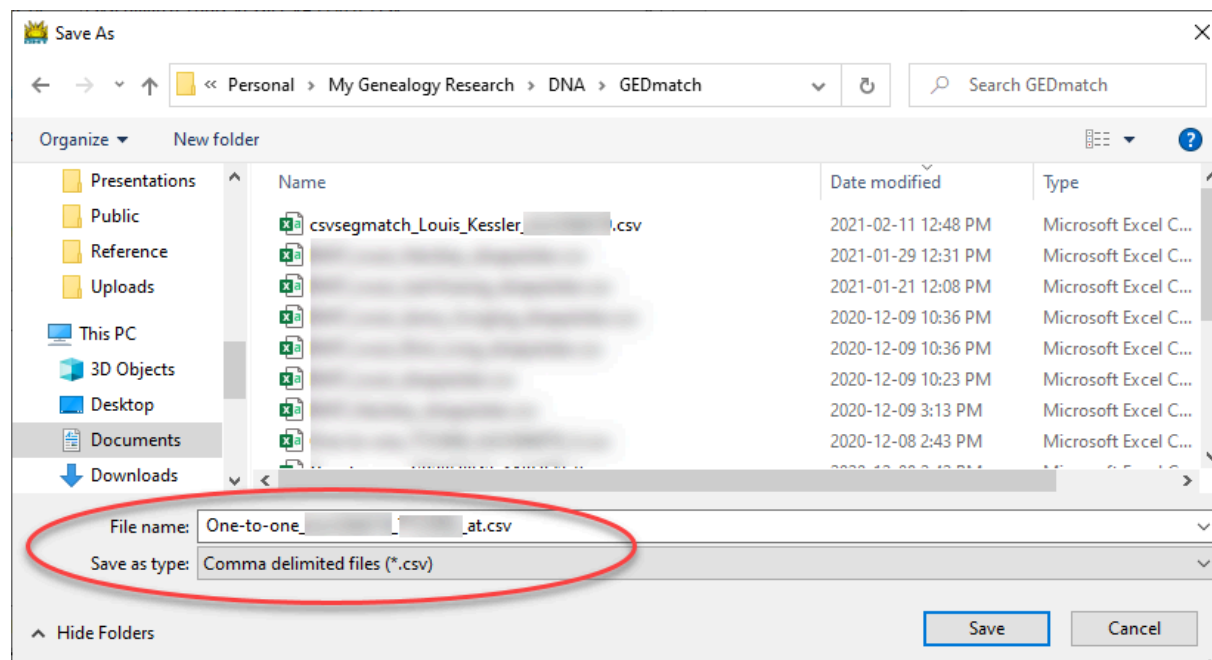 Save As
« Personal › My Genealogy Research › DNA › GEDmatch
Search GEDmatch
Organize
New folder
Presentations
Public
Reference
Uploads
This PC
3D Objects
Desktop
Documents
Downloads
Name
Date modified
Type
csvsegmatch_Louis_Kessler_ .csv 2021-02-11 12:48 PM Microsoft Excel C...
2021-01-29 12:31 PM Microsoft Excel C...
2021-01-21 12:08 PM Microsoft Excel C...
2020-12-09 10:36 PM Microsoft Excel C...
2020-12-09 10:36 PM Microsoft Excel C...
2020-12-09 10:23 PM Microsoft Excel C...
2020-12-09 3:13 PM Microsoft Excel C...
2020-12-08 2:43 PM Microsoft Excel C...
File name: One-to-one_ _ _at.csv
Save as type: Comma delimited files (*.csv)
Hide Folders
Save
Cancel